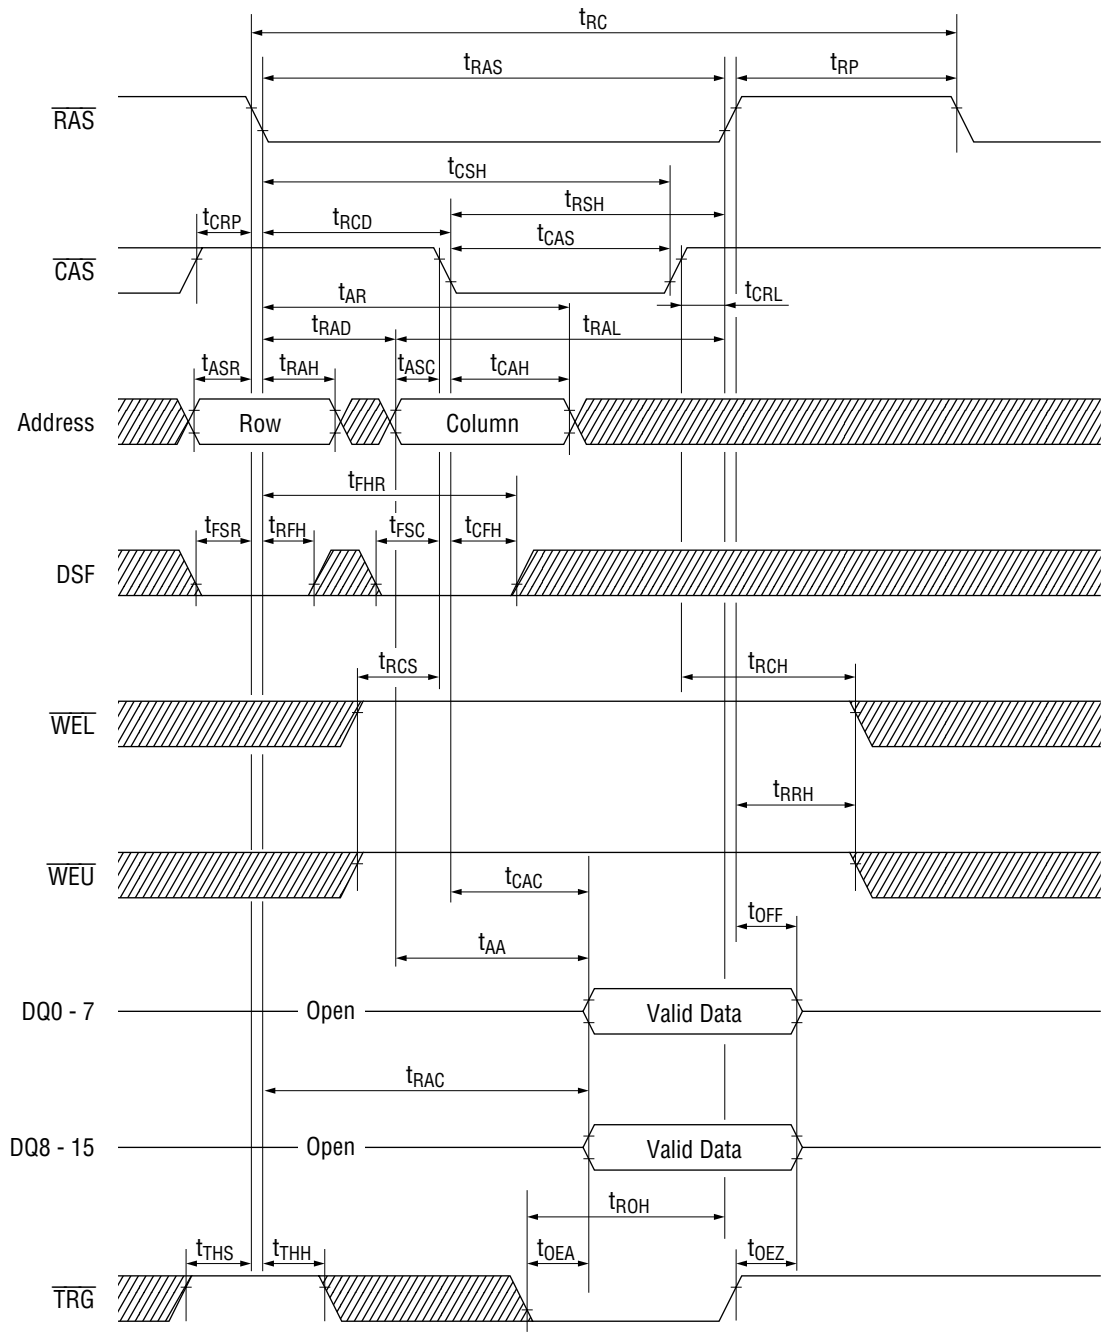 tRC
tRAS tRP
RAS
tCSH
tRSH
tCRP tRCD
tCAS
CAS
tAR tCRL
tRAD tRAL
tASR tRAH tASC tCAH
Address Row Column
tFHR
tFSR tRFH tFSC tCFH
DSF
tRCS tRCH
WEL
tRRH
WEU
tCAC
tOFF
tAA
DQ0 - 7 Open Valid Data
tRAC
DQ8 - 15 Open Valid Data
tROH
tTHS tTHH tOEA tOEZ
TRG